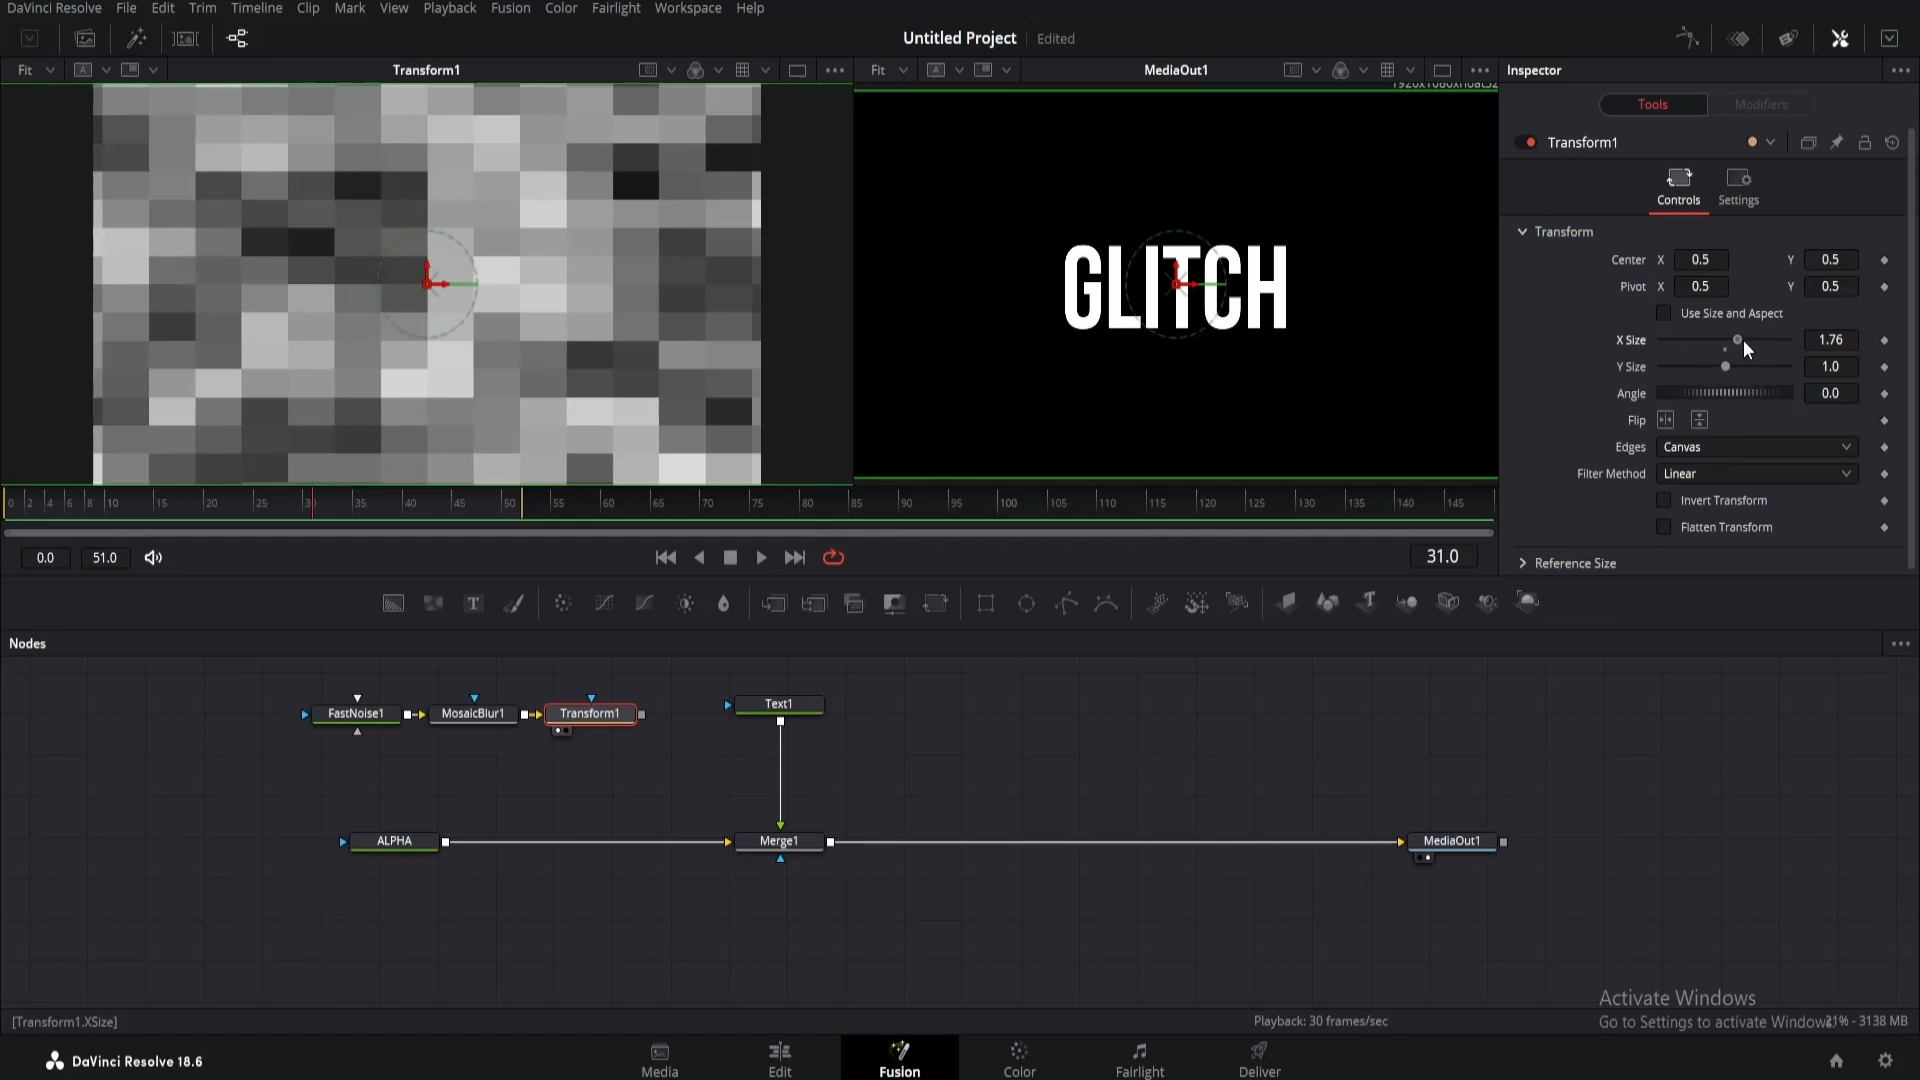 DaVinci Resolve File Edit Trim Timeline Clip Mark View Playback Fusion Color Fairlight Workspace Help
Untitled Project Edited
Fit A Transform1
Fit A MediaOut1
Inspector
Tools Modifiers
Transform1
Controls Settings
Transform
Center X 0.5 Y 0.5
Pivot X 0.5 Y 0.5
Use Size and Aspect
X Size 1.76
Y Size 1.0
Angle 0.0
Flip
Edges Canvas
Filter Method Linear
Invert Transform
Flatten Transform
Reference Size
GLITCH
0 2 4 6 8 10 15 20 25 30 35 40 45 50 55 60 65 70 75 80 85 90 95 100 105 110 115 120 125 130 135 140 145
0.0 51.0 31.0
T
Nodes
FastNoise1 MosaicBlur1 Transform1 Text1
ALPHA Merge1 MediaOut1
Activate Windows
Go to Settings to activate Windows.
[Transform1.XSize] Playback: 30 frames/sec 21% - 3138 MB
DaVinci Resolve 18.6
Media Edit Fusion Color Fairlight Deliver